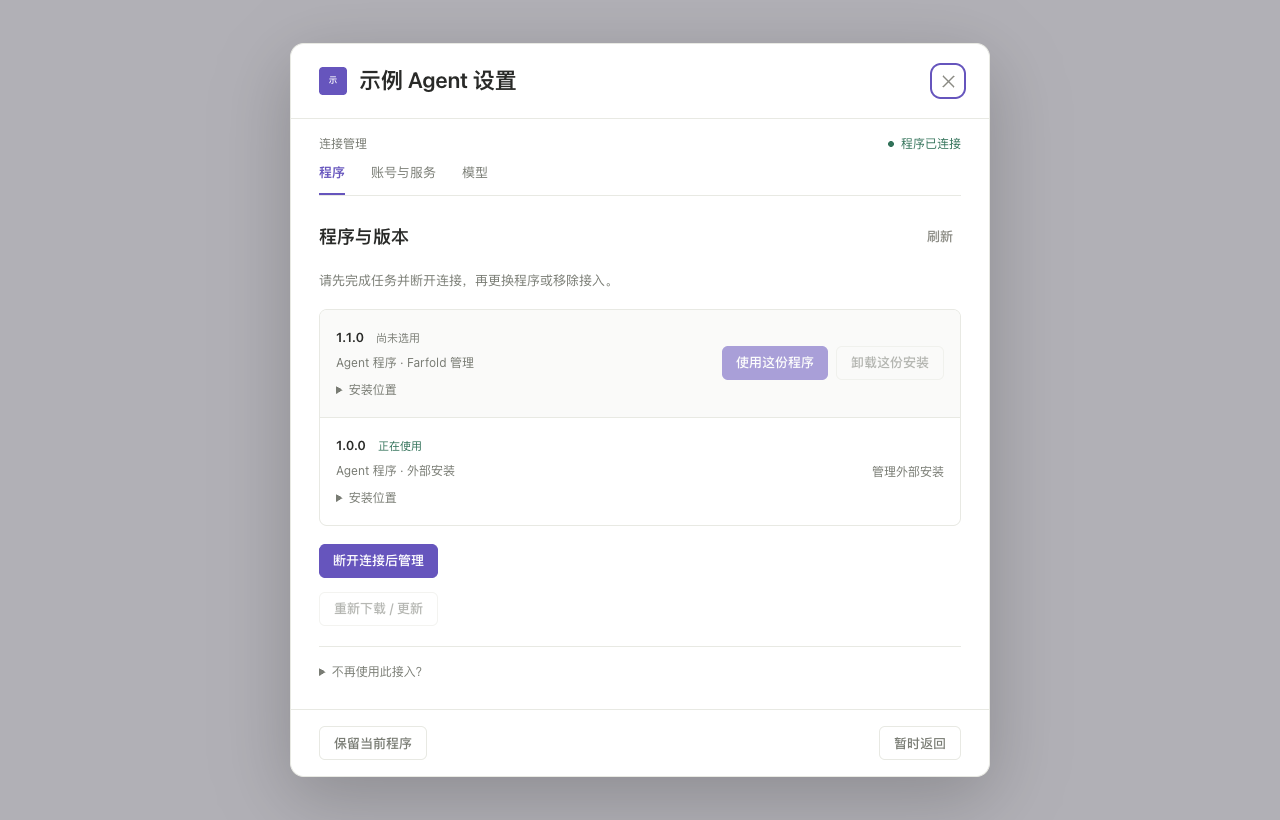 示
示例 Agent 设置
连接管理
程序已连接
程序
账号与服务
模型
程序与版本
刷新
请先完成任务并断开连接，再更换程序或移除接入。
1.1.0 尚未选用
Agent 程序 · Farfold 管理
安装位置
使用这份程序
卸载这份安装
1.0.0 正在使用
Agent 程序 · 外部安装
安装位置
管理外部安装
断开连接后管理
重新下载 / 更新
不再使用此接入?
保留当前程序
暂时返回